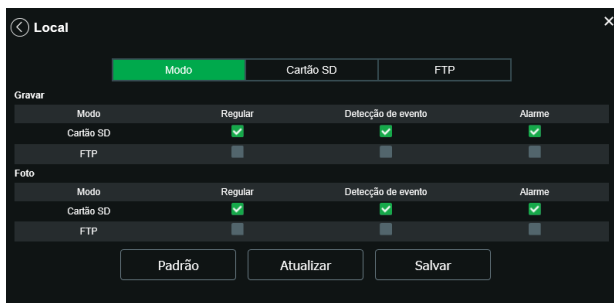 Local
Modo Cartão SD FTP
Gravar
Modo Regular Detecção de evento Alarme
Cartão SD
FTP
Foto
Modo Regular Detecção de evento Alarme
Cartão SD
FTP
Padrão Atualizar Salvar